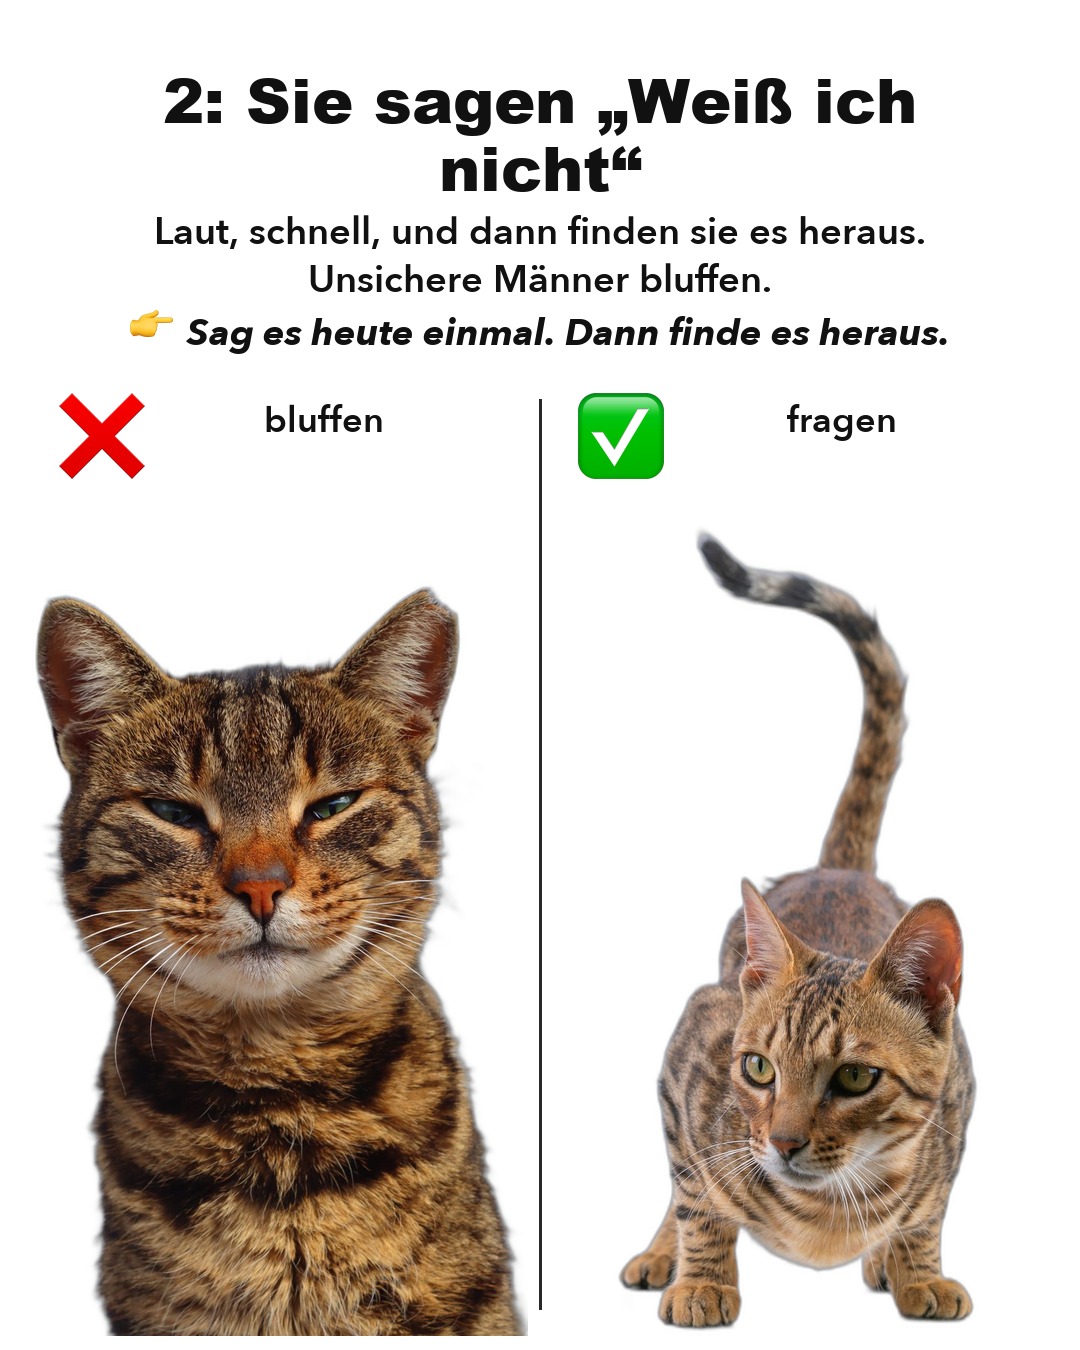 2: Sie sagen „Weiß ich
nicht“
Laut, schnell, und dann finden sie es heraus.
Unsichere Männer bluffen.
👉 Sag es heute einmal. Dann finde es heraus.
❌ bluffen
✅ fragen